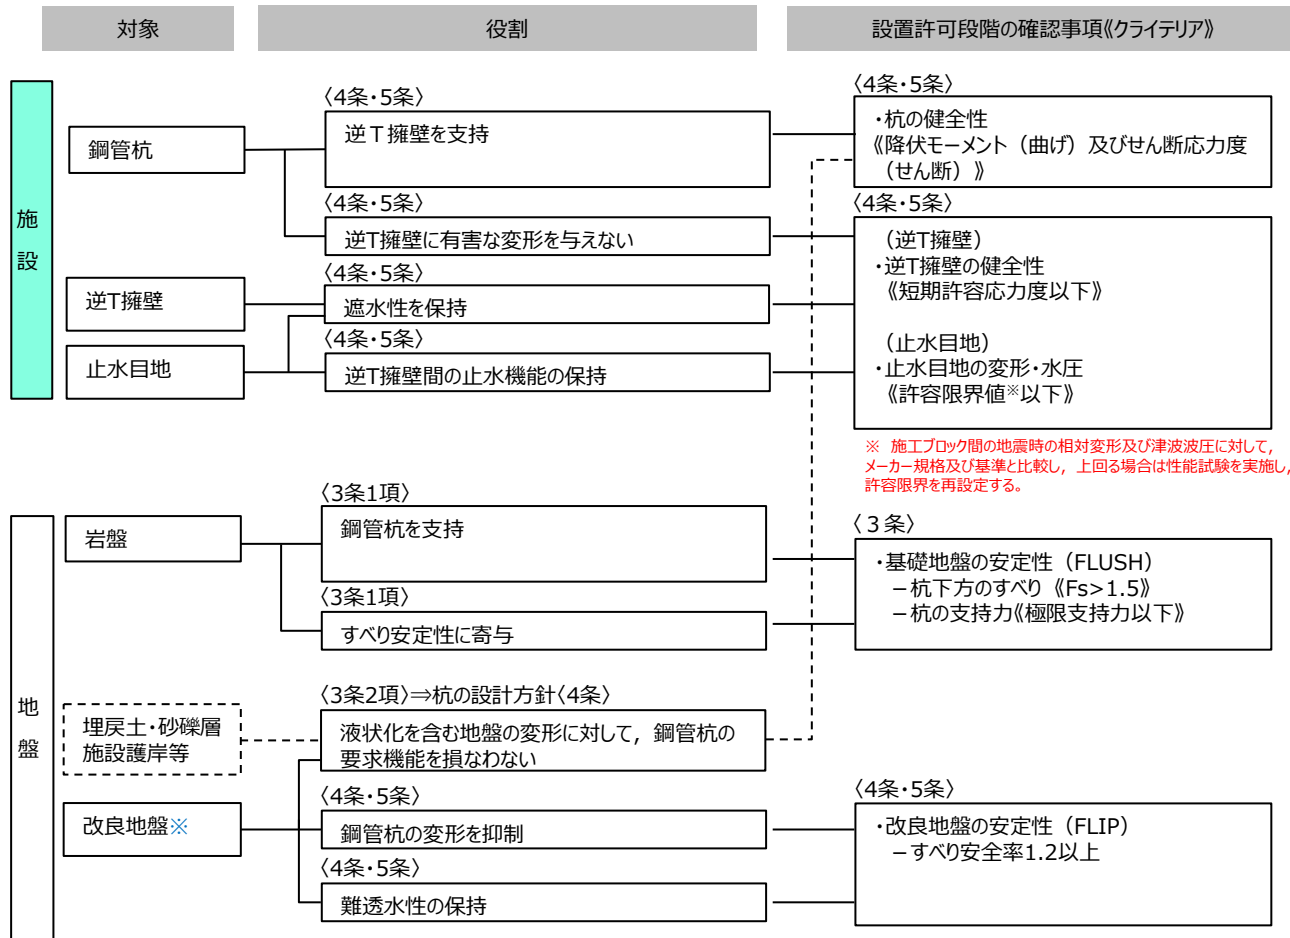 対象
役割
設置許可段階の確認事項《クライテリア》
施
設
鋼管杭
〈4条・5条〉
逆T擁壁を支持
〈4条・5条〉
・杭の健全性
《降伏モーメント（曲げ）及びせん断応力度
（せん断）》
〈4条・5条〉
逆T擁壁に有害な変形を与えない
〈4条・5条〉
（逆T擁壁）
・逆T擁壁の健全性
《短期許容応力度以下》
（止水目地）
・止水目地の変形・水圧
《許容限界値※以下》
逆T擁壁
〈4条・5条〉
遮水性を保持
止水目地
〈4条・5条〉
逆T擁壁間の止水機能の保持
※ 施工ブロック間の地震時の相対変形及び津波波圧に対して，
メーカー規格及び基準と比較し，上回る場合は性能試験を実施し，
許容限界を再設定する。
地
盤
岩盤
〈3条1項〉
鋼管杭を支持
〈３条〉
・基礎地盤の安定性（FLUSH）
－杭下方のすべり《Fs>1.5》
－杭の支持力《極限支持力以下》
〈3条1項〉
すべり安定性に寄与
埋戻土・砂礫層
施設護岸等
〈3条2項〉⇒杭の設計方針〈4条〉
液状化を含む地盤の変形に対して，鋼管杭の
要求機能を損なわない
改良地盤※
〈4条・5条〉
鋼管杭の変形を抑制
〈4条・5条〉
・改良地盤の安定性（FLIP）
－すべり安全率1.2以上
〈4条・5条〉
難透水性の保持